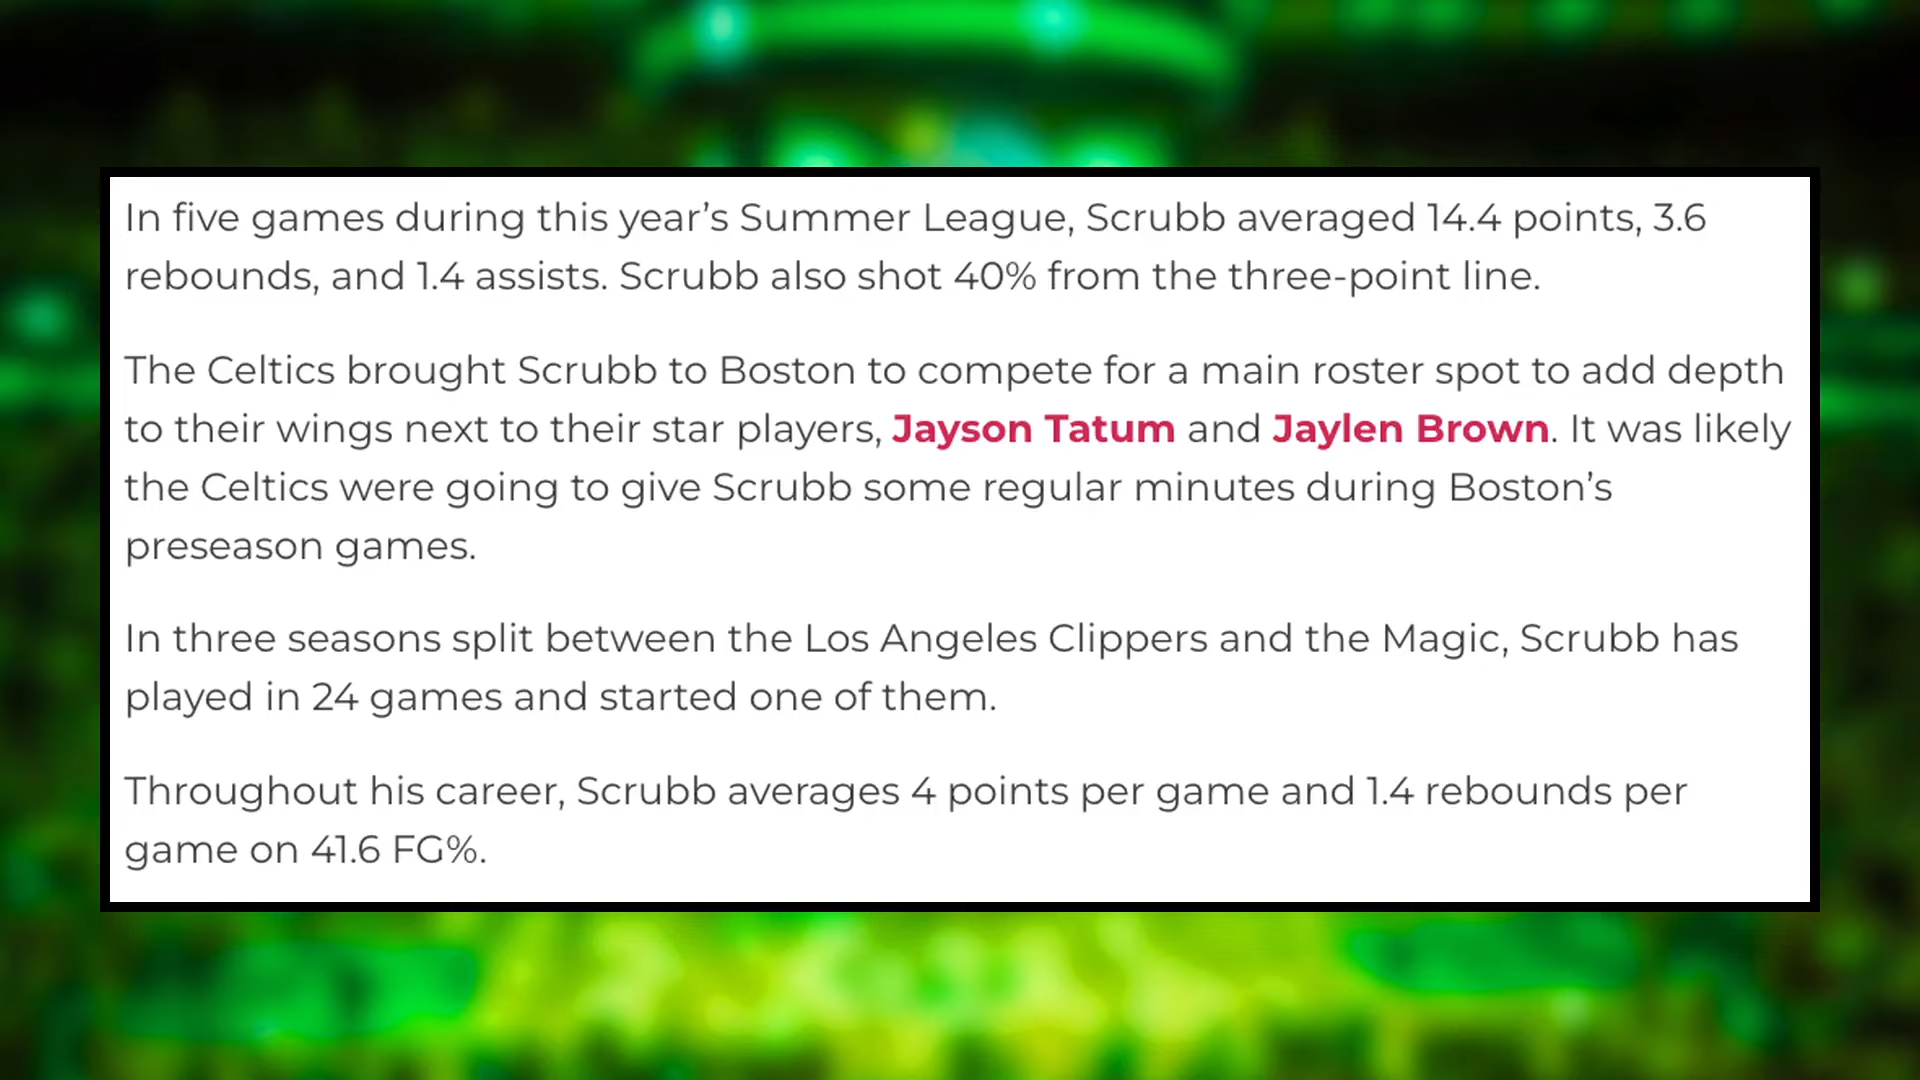 In five games during this year’s Summer League, Scrubb averaged 14.4 points, 3.6
rebounds, and 1.4 assists. Scrubb also shot 40% from the three-point line.
The Celtics brought Scrubb to Boston to compete for a main roster spot to add depth
to their wings next to their star players, Jayson Tatum and Jaylen Brown. It was likely
the Celtics were going to give Scrubb some regular minutes during Boston’s
preseason games.
In three seasons split between the Los Angeles Clippers and the Magic, Scrubb has
played in 24 games and started one of them.
Throughout his career, Scrubb averages 4 points per game and 1.4 rebounds per
game on 41.6 FG%.